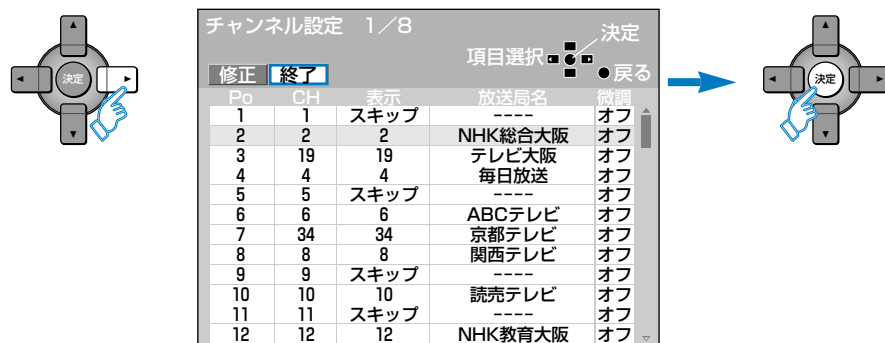 チャンネル設定 1/8
決定
項目選択
修正 終了
●戻る
Po CH 表示 放送局名 微調
1 1 スキップ ---- オフ
2 2 2 NHK総合大阪 オフ
3 19 19 テレビ大阪 オフ
4 4 4 毎日放送 オフ
5 5 スキップ ---- オフ
6 6 6 ABCテレビ オフ
7 34 34 京都テレビ オフ
8 8 8 関西テレビ オフ
9 9 スキップ ---- オフ
10 10 10 読売テレビ オフ
11 11 スキップ ---- オフ
12 12 12 NHK教育大阪 オフ
決定
決定